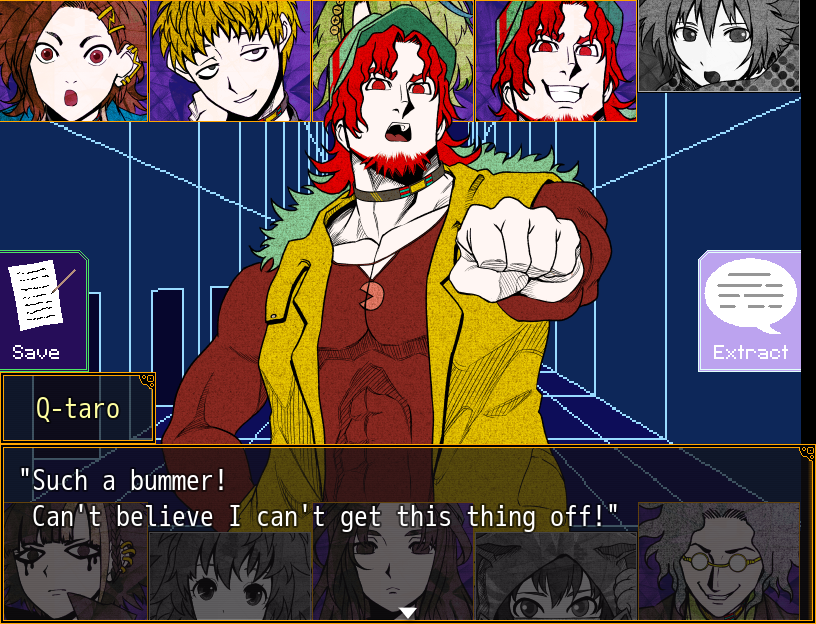 Save
Extract
Q-taro
"Such a bummer!
Can't believe I can't get this thing off!"